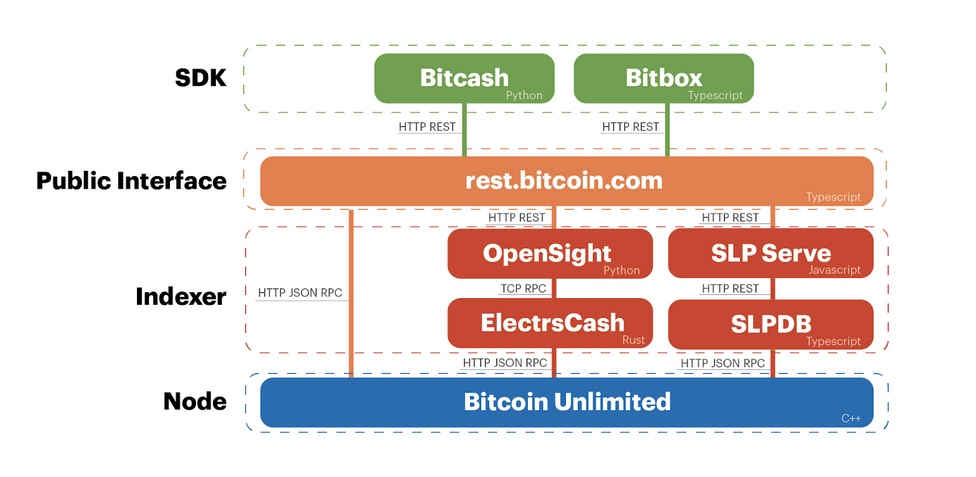 SDK
Bitcash
Python
Bitbox
Typescript
HTTP REST
HTTP REST
Public Interface
rest.bitcoin.com
Typescript
HTTP REST
HTTP REST
Indexer
HTTP JSON RPC
OpenSight
Python
SLP Serve
Javascript
TCP RPC
HTTP REST
ElectrsCash
Rust
SLPDB
Typescript
HTTP JSON RPC
HTTP JSON RPC
Node
Bitcoin Unlimited
C++